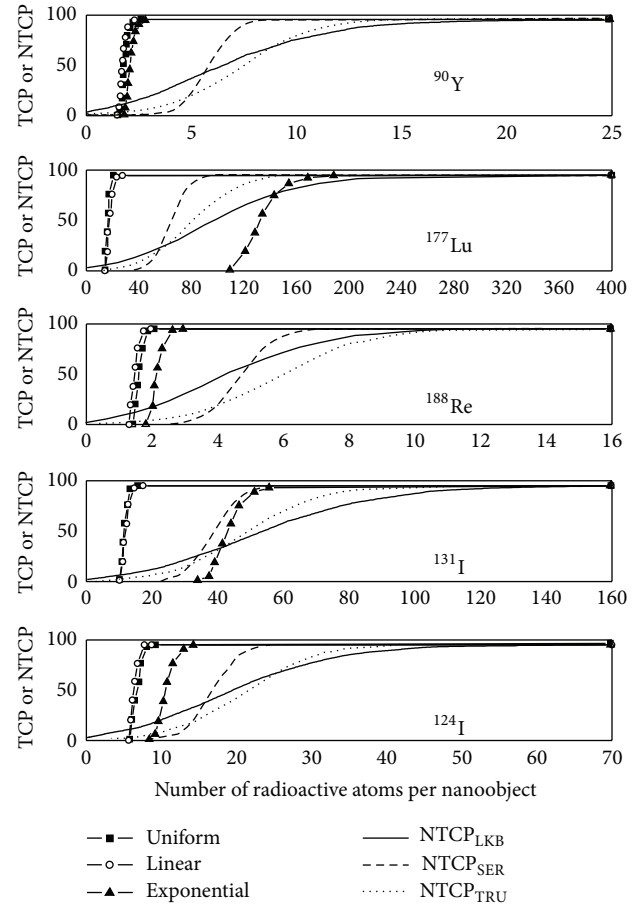 TCP or NTCP
100
50
0
0 5 10 15 20 25
⁹⁰Y
TCP or NTCP
100
50
0
0 40 80 120 160 200 240 280 320 360 400
¹⁷⁷Lu
TCP or NTCP
100
50
0
0 2 4 6 8 10 12 14 16
¹⁸⁸Re
TCP or NTCP
100
50
0
0 20 40 60 80 100 120 140 160
¹³¹I
TCP or NTCP
100
50
0
0 10 20 30 40 50 60 70
¹²⁴I
Number of radioactive atoms per nanoobject
Uniform
Linear
Exponential
NTCP_LKB
NTCP_SER
NTCP_TRU